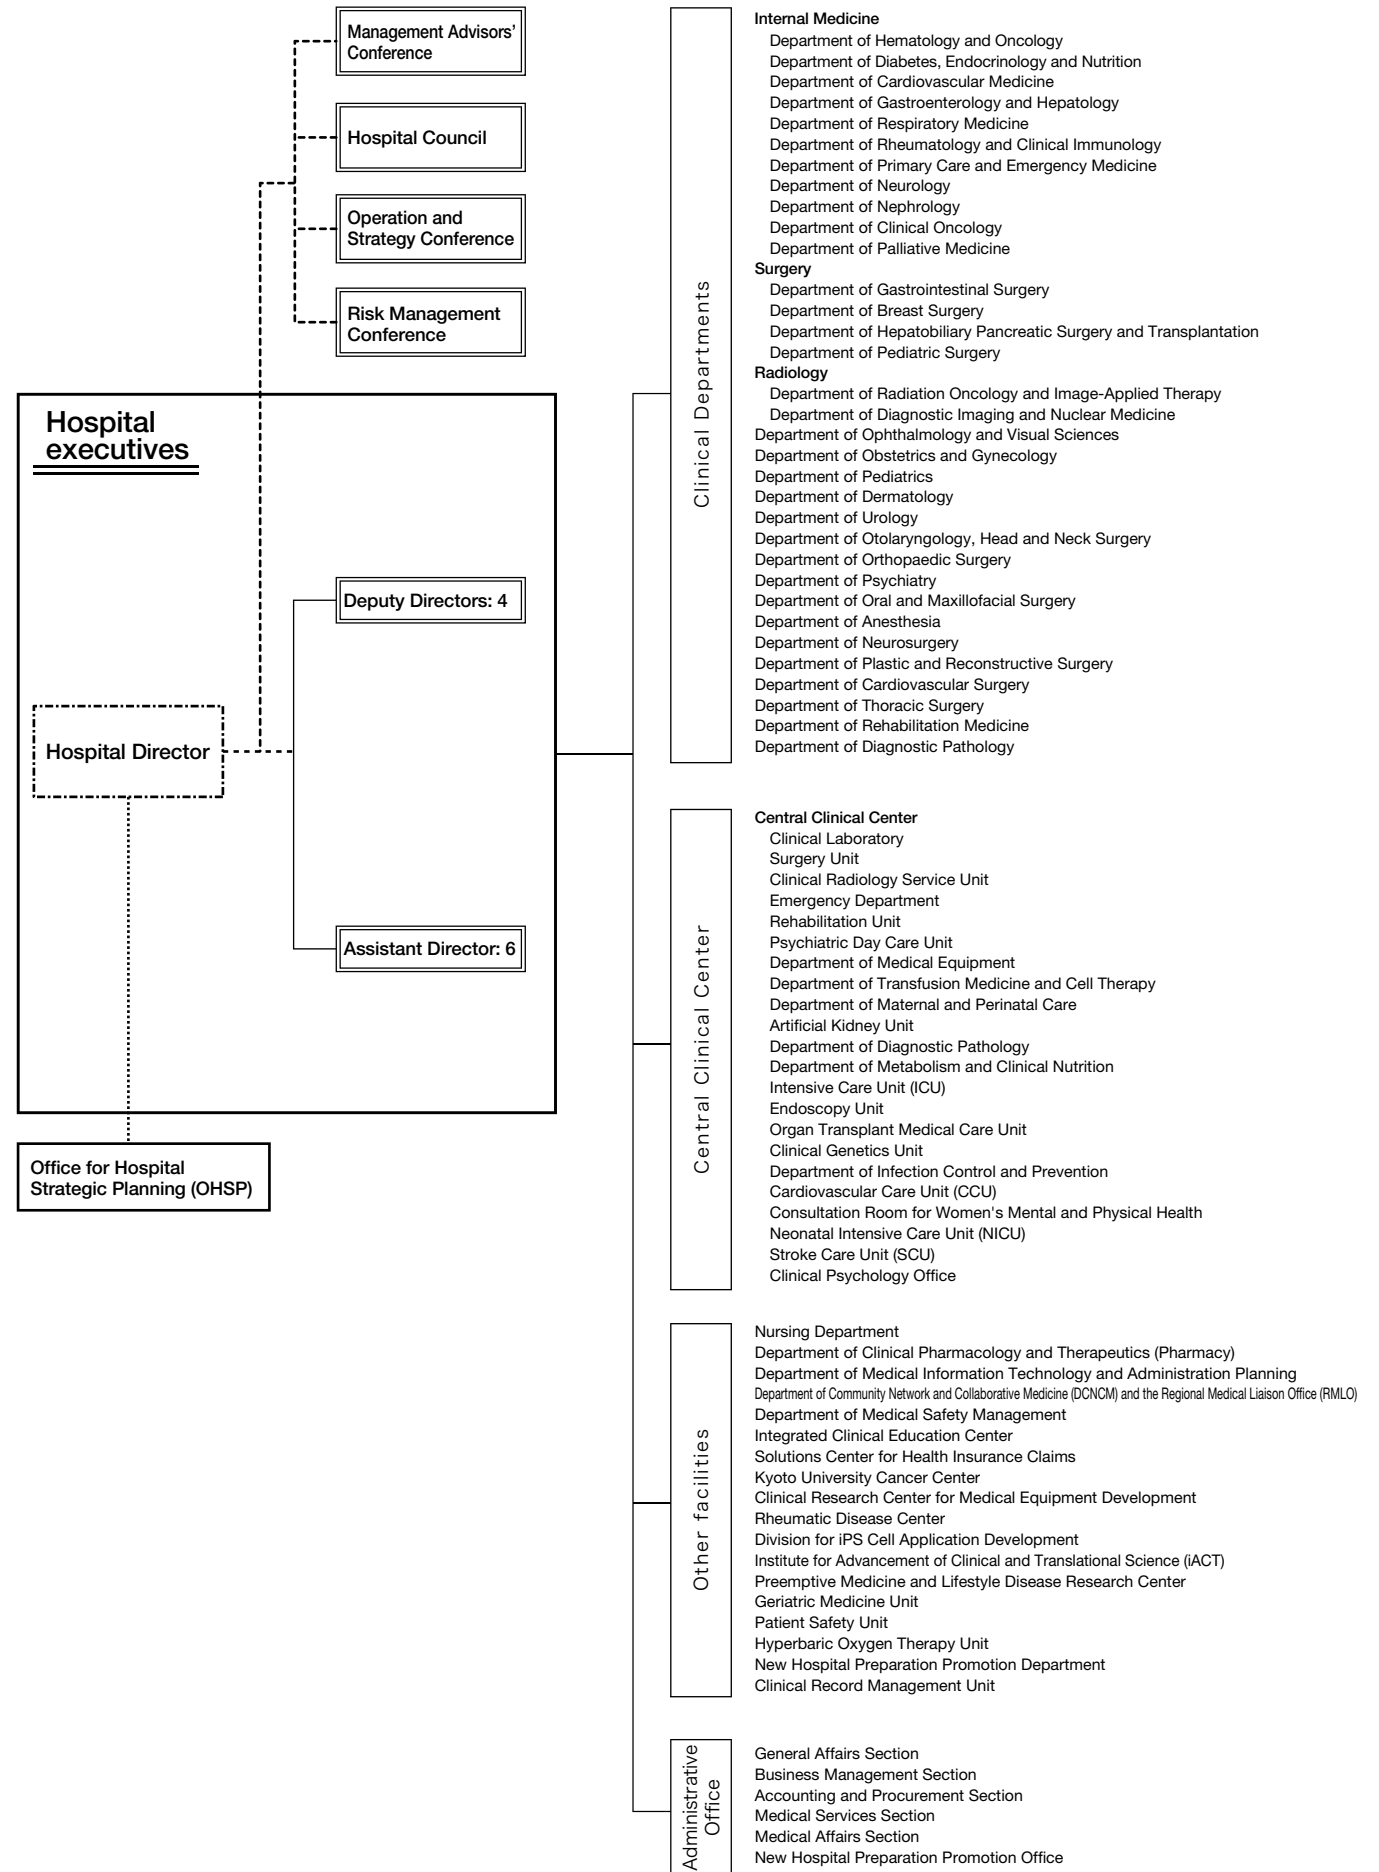 Management Advisors'
Conference
Hospital Council
Operation and
Strategy Conference
Risk Management
Conference
Hospital
executives
Deputy Directors: 4
Hospital Director
Assistant Director: 6
Office for Hospital
Strategic Planning (OHSP)
Clinical Departments
Internal Medicine
Department of Hematology and Oncology
Department of Diabetes, Endocrinology and Nutrition
Department of Cardiovascular Medicine
Department of Gastroenterology and Hepatology
Department of Respiratory Medicine
Department of Rheumatology and Clinical Immunology
Department of Primary Care and Emergency Medicine
Department of Neurology
Department of Nephrology
Department of Clinical Oncology
Department of Palliative Medicine
Surgery
Department of Gastrointestinal Surgery
Department of Breast Surgery
Department of Hepatobiliary Pancreatic Surgery and Transplantation
Department of Pediatric Surgery
Radiology
Department of Radiation Oncology and Image-Applied Therapy
Department of Diagnostic Imaging and Nuclear Medicine
Department of Ophthalmology and Visual Sciences
Department of Obstetrics and Gynecology
Department of Pediatrics
Department of Dermatology
Department of Urology
Department of Otolaryngology, Head and Neck Surgery
Department of Orthopaedic Surgery
Department of Psychiatry
Department of Oral and Maxillofacial Surgery
Department of Anesthesia
Department of Neurosurgery
Department of Plastic and Reconstructive Surgery
Department of Cardiovascular Surgery
Department of Thoracic Surgery
Department of Rehabilitation Medicine
Department of Diagnostic Pathology
Central Clinical Center
Central Clinical Center
Clinical Laboratory
Surgery Unit
Clinical Radiology Service Unit
Emergency Department
Rehabilitation Unit
Psychiatric Day Care Unit
Department of Medical Equipment
Department of Transfusion Medicine and Cell Therapy
Department of Maternal and Perinatal Care
Artificial Kidney Unit
Department of Diagnostic Pathology
Department of Metabolism and Clinical Nutrition
Intensive Care Unit (ICU)
Endoscopy Unit
Organ Transplant Medical Care Unit
Clinical Genetics Unit
Department of Infection Control and Prevention
Cardiovascular Care Unit (CCU)
Consultation Room for Women's Mental and Physical Health
Neonatal Intensive Care Unit (NICU)
Stroke Care Unit (SCU)
Clinical Psychology Office
Other facilities
Nursing Department
Department of Clinical Pharmacology and Therapeutics (Pharmacy)
Department of Medical Information Technology and Administration Planning
Department of Community Network and Collaborative Medicine (DCNCM) and the Regional Medical Liaison Office (RMLO)
Department of Medical Safety Management
Integrated Clinical Education Center
Solutions Center for Health Insurance Claims
Kyoto University Cancer Center
Clinical Research Center for Medical Equipment Development
Rheumatic Disease Center
Division for iPS Cell Application Development
Institute for Advancement of Clinical and Translational Science (iACT)
Preemptive Medicine and Lifestyle Disease Research Center
Geriatric Medicine Unit
Patient Safety Unit
Hyperbaric Oxygen Therapy Unit
New Hospital Preparation Promotion Department
Clinical Record Management Unit
Administrative
Office
General Affairs Section
Business Management Section
Accounting and Procurement Section
Medical Services Section
Medical Affairs Section
New Hospital Preparation Promotion Office